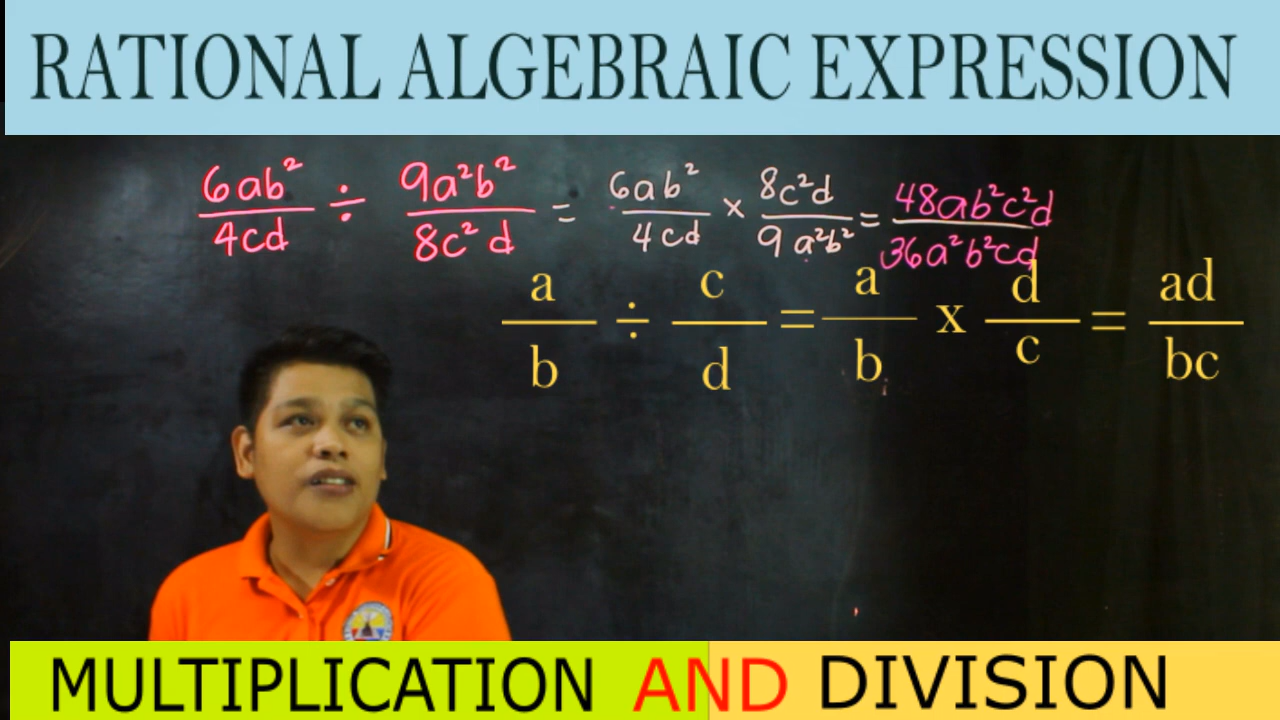 RATIONAL ALGEBRAIC EXPRESSION
6ab²/4cd ÷ 9a²b²/8c²d = 6ab²/4cd × 8c²d/9a²b² = 48ab²c²d/36a²b²cd
a/b ÷ c/d = a/b x d/c = ad/bc
MULTIPLICATION AND DIVISION